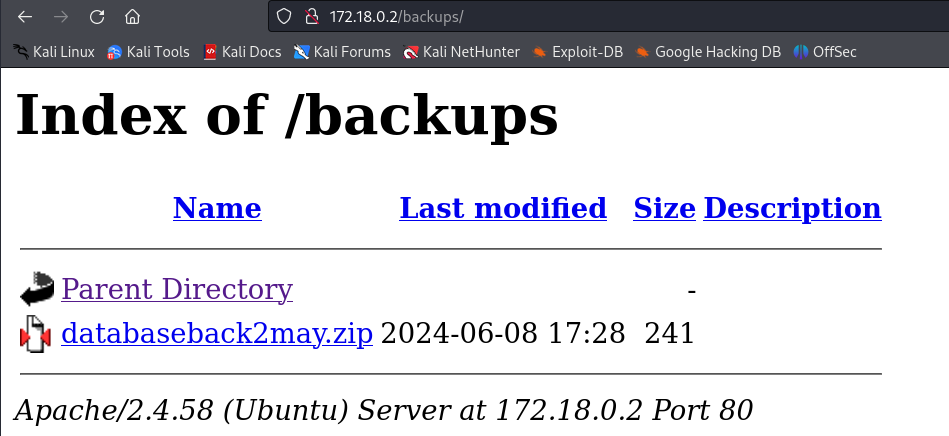 172.18.0.2/backups/
Kali Linux Kali Tools Kali Docs Kali Forums Kali NetHunter Exploit-DB Google Hacking DB OffSec
Index of /backups
Name Last modified Size Description
Parent Directory -
databaseback2may.zip 2024-06-08 17:28 241
Apache/2.4.58 (Ubuntu) Server at 172.18.0.2 Port 80